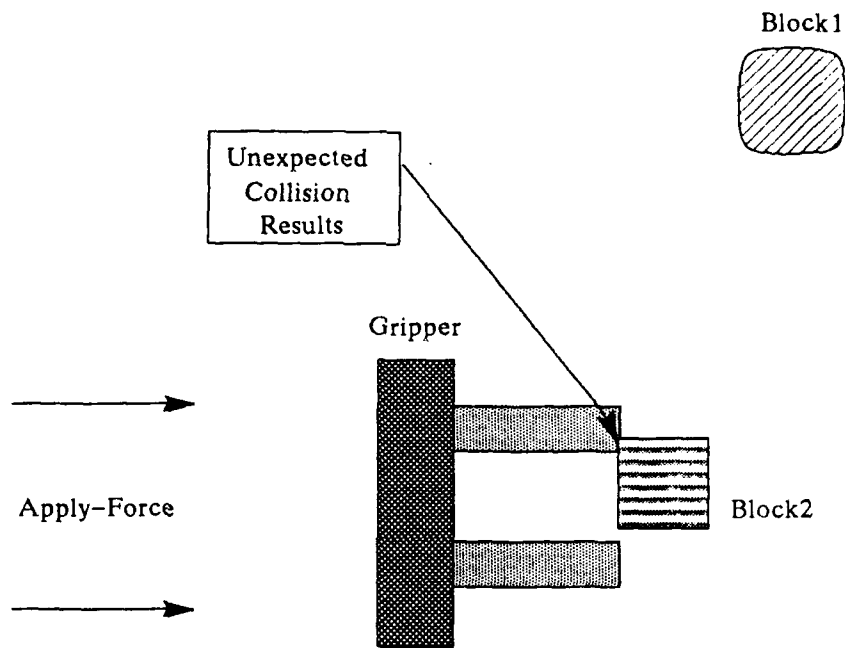 Block1
Unexpected
Collision
Results
Gripper
Apply-Force
Block2